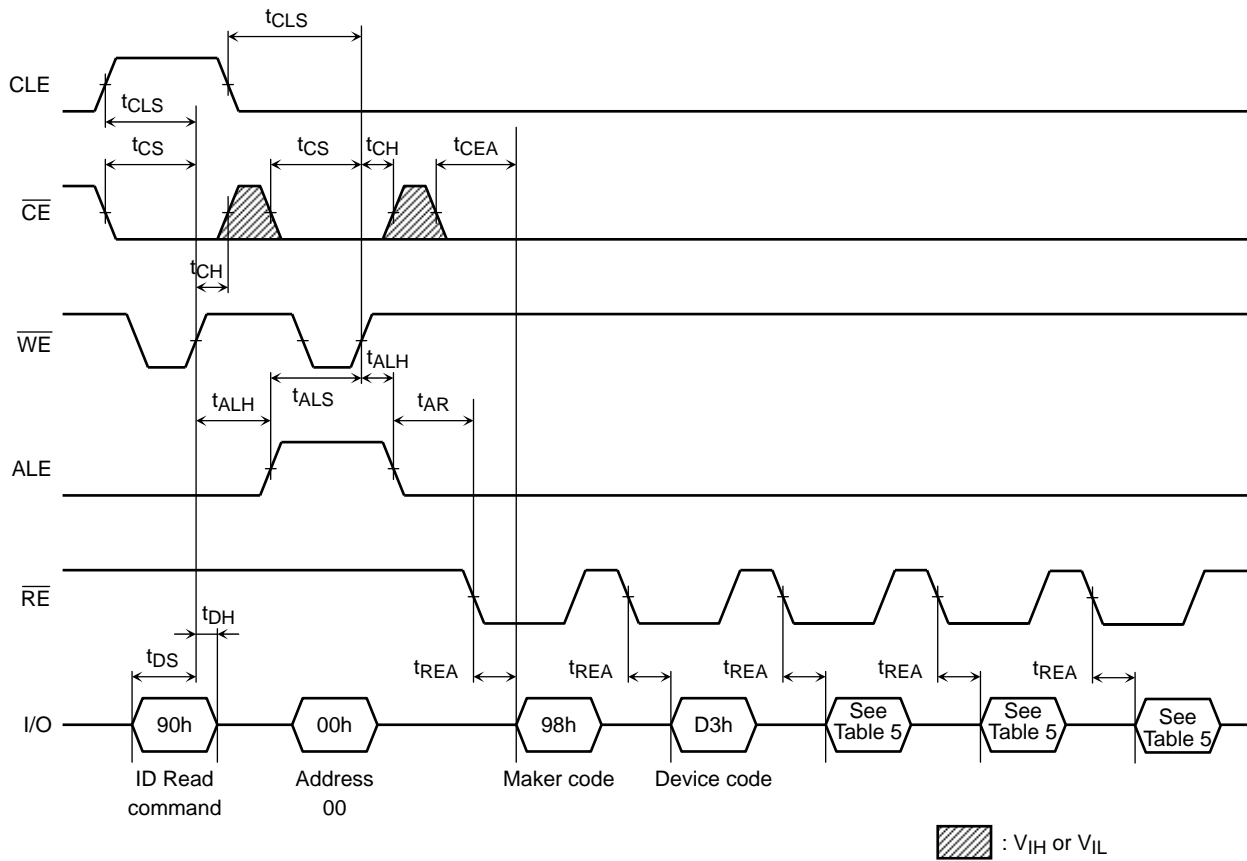 tCLS
CLE
tCLS
tCS
tCS
tCH
tCEA
CE
tCH
WE
tALH
tALH
tALS
tAR
ALE
RE
tDH
tDS
tREA
tREA
tREA
tREA
tREA
I/O
90h
00h
98h
D3h
See
Table 5
See
Table 5
See
Table 5
ID Read
command
Address
00
Maker code
Device code
: VIH or VIL